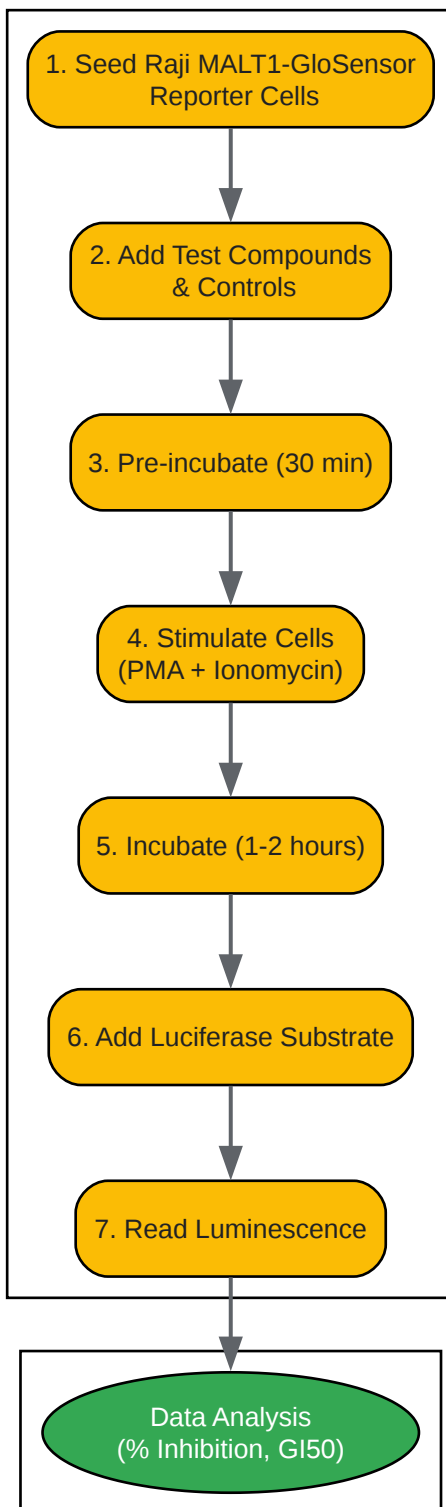 1. Seed Raji MALT1-GloSensor
Reporter Cells
2. Add Test Compounds
& Controls
3. Pre-incubate (30 min)
4. Stimulate Cells
(PMA + Ionomycin)
5. Incubate (1-2 hours)
6. Add Luciferase Substrate
7. Read Luminescence
Data Analysis
(% Inhibition, GI50)